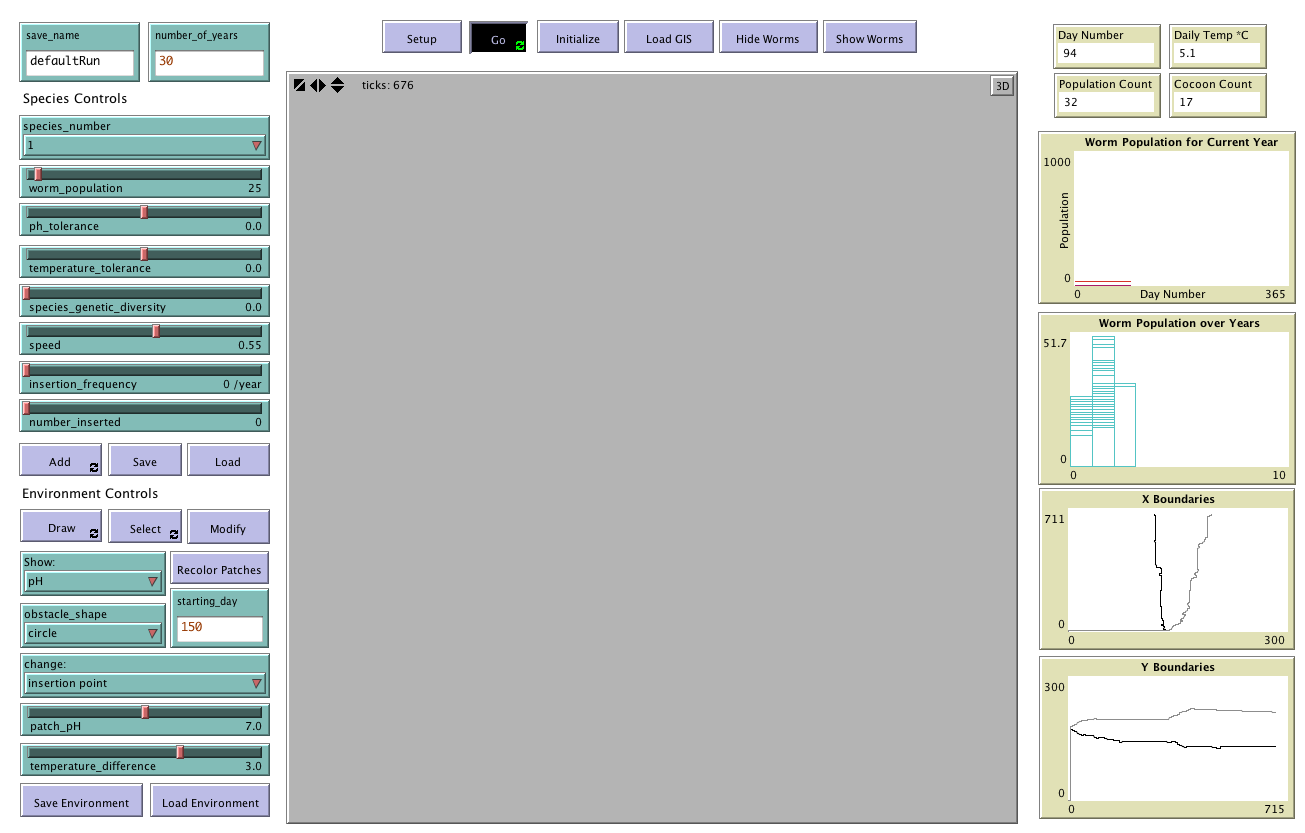 save_name
defaultRun
number_of_years
30
Setup
Go
Initialize
Load GIS
Hide Worms
Show Worms
Species Controls
species_number
1
worm_population 25
ph_tolerance 0.0
temperature_tolerance 0.0
species_genetic_diversity 0.0
speed 0.55
insertion_frequency 0 /year
number_inserted 0
Add
Save
Load
Environment Controls
Draw
Select
Modify
Show:
pH
Recolor Patches
obstacle_shape
circle
starting_day
150
change:
insertion point
patch_pH 7.0
temperature_difference 3.0
Save Environment
Load Environment
ticks: 676
3D
Day Number
94
Daily Temp *C
5.1
Population Count
32
Cocoon Count
17
Worm Population for Current Year
1000
Population
0
0 Day Number 365
Worm Population over Years
51.7
0
0 10
X Boundaries
711
0
0 300
Y Boundaries
300
0
0 715